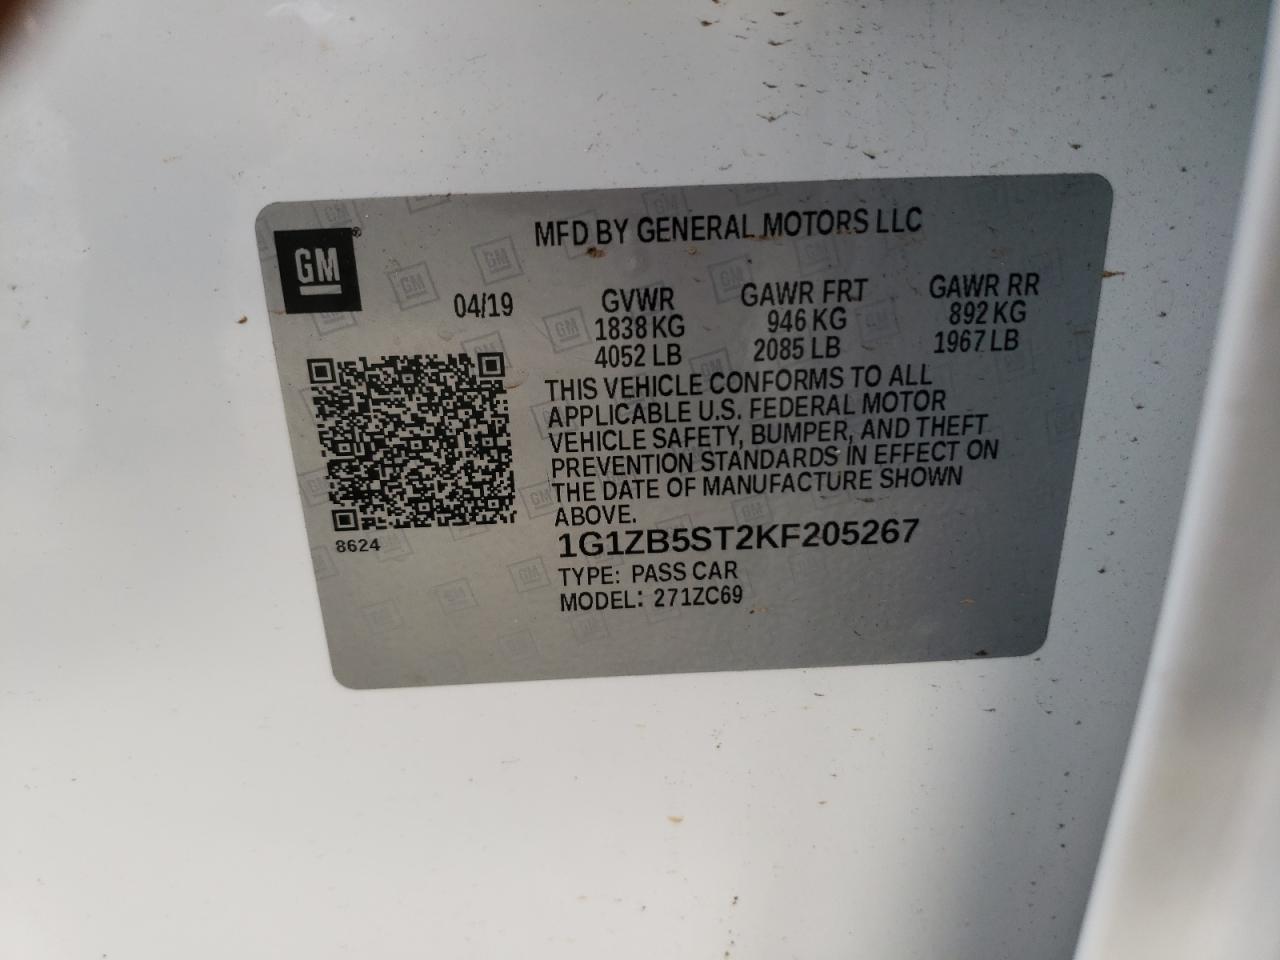 MFD BY GENERAL MOTORS LLC
GM®
04/19 GVWR GAWR FRT GAWR RR
1838 KG 946 KG 892 KG
4052 LB 2085 LB 1967 LB
THIS VEHICLE CONFORMS TO ALL
APPLICABLE U.S. FEDERAL MOTOR
VEHICLE SAFETY, BUMPER, AND THEFT
PREVENTION STANDARDS IN EFFECT ON
THE DATE OF MANUFACTURE SHOWN
ABOVE.
8624
1G1ZB5ST2KF205267
TYPE: PASS CAR
MODEL: 271ZC69